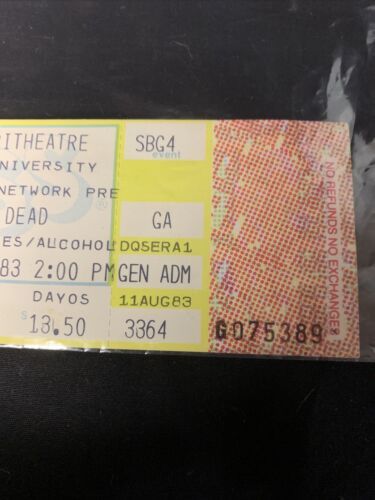 ITHEATRE SBG4
event
NIVERSITY
NETWORK PRE
DEAD GA
ES/ALCOHOL DQSERA1
83 2:00 PM GEN ADM
DAYOS 11AUG83
$13.50 3364
G075389
NO REFUNDS NO EXCHANGES